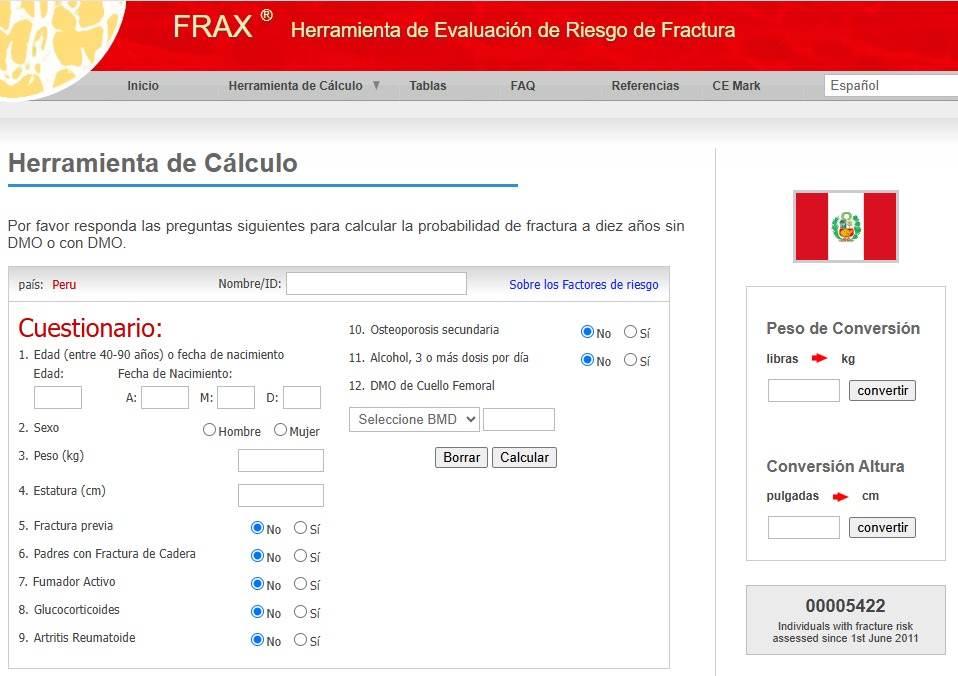 FRAX ® Herramienta de Evaluación de Riesgo de Fractura
Inicio Herramienta de Cálculo ▼ Tablas FAQ Referencias CE Mark Español
Herramienta de Cálculo
Por favor responda las preguntas siguientes para calcular la probabilidad de fractura a diez años sin
DMO o con DMO.
país: Peru Nombre/ID: Sobre los Factores de riesgo
Cuestionario:
1. Edad (entre 40-90 años) o fecha de nacimiento
Edad: Fecha de Nacimiento:
A: M: D:
2. Sexo Hombre Mujer
3. Peso (kg)
4. Estatura (cm)
5. Fractura previa No Sí
6. Padres con Fractura de Cadera No Sí
7. Fumador Activo No Sí
8. Glucocorticoides No Sí
9. Artritis Reumatoide No Sí
10. Osteoporosis secundaria No Sí
11. Alcohol, 3 o más dosis por día No Sí
12. DMO de Cuello Femoral
Seleccione BMD
Borrar Calcular
Peso de Conversión
libras kg
convertir
Conversión Altura
pulgadas cm
convertir
00005422
Individuals with fracture risk
assessed since 1st June 2011